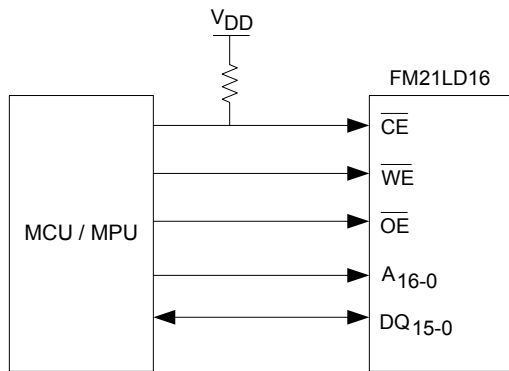 VDD
FM21LD16
CE
WE
OE
MCU / MPU
A16-0
DQ15-0